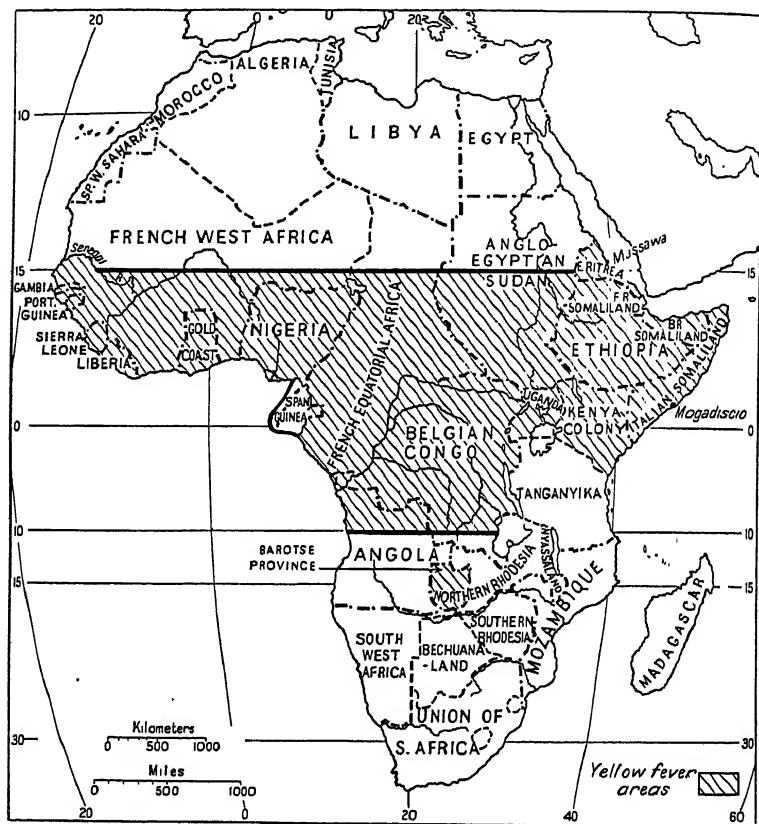 20
0
20
ALGERIA
TUNISIA
MOROCCO
10
LIBYA
EGYPT
SP. W. SAHARA
FRENCH WEST AFRICA
ANGLO
EGYPTIAN
SUDAN
Massawa
Senegal
15
15
ERITREA
GAMBIA
PORT.
GUINEA
FR
SOMALILAND
BR
SOMALILAND
SIERRA
LEONE
LIBERIA
GOLD
COAST
NIGERIA
FRENCH EQUATORIAL AFRICA
ETHIOPIA
ITALIAN SOMALILAND
SPAN
GUINEA
UGANDA
KENYA
COLONY
Mogadiscio
0
0
BELGIAN
CONGO
TANGANYIKA
10
10
BAROTSE
PROVINCE
ANGOLA
NORTHERN RHODESIA
NYASSALAND
15
15
MOZAMBIQUE
MADAGASCAR
SOUTH
WEST
AFRICA
BECHUANA
-LAND
SOUTHERN
RHODESIA
UNION OF
S. AFRICA
Kilometers
0 500 1000
Miles
0 500 1000
30
30
Yellow fever
areas
20
0
20
40
60